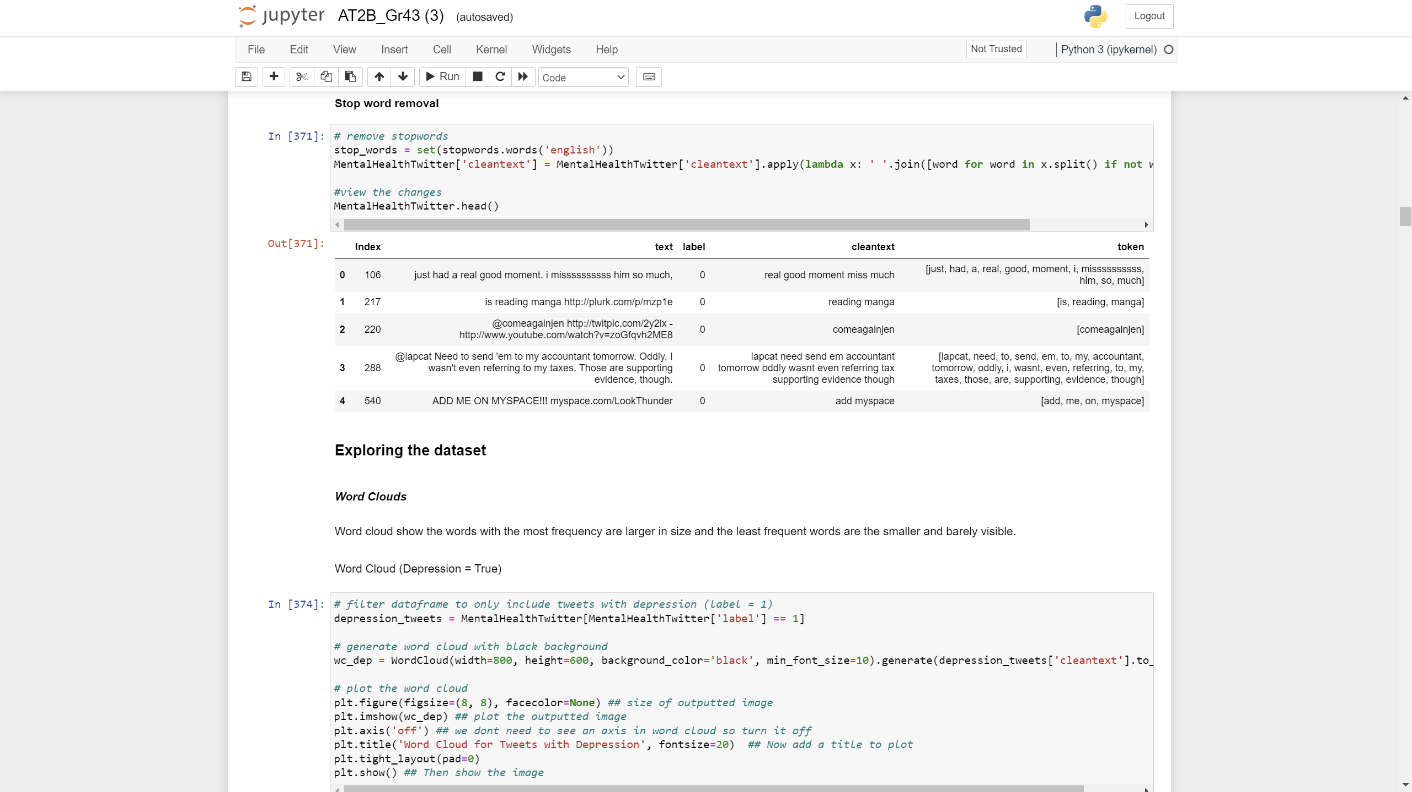 jupyter AT2B_Gr43 (3) (autosaved)
Logout
File Edit View Insert Cell Kernel Widgets Help
Not Trusted
Python 3 (ipykernel)
Run
Code
Stop word removal
In [371]:
# remove stopwords
stop_words = set(stopwords.words('english'))
MentalHealthTwitter['cleantext'] = MentalHealthTwitter['cleantext'].apply(lambda x: ' '.join([word for word in x.split() if not w
#view the changes
MentalHealthTwitter.head()
Out[371]:
Index text label cleantext token
0 106 just had a real good moment. i missssssssss him so much, 0 real good moment miss much [just, had, a, real, good, moment, i, missssssssss,
him, so, much]
1 217 is reading manga http://plurk.com/p/mzp1e 0 reading manga [is, reading, manga]
2 220 @comeagainjen http://twitpic.com/2y2lx -
http://www.youtube.com/watch?v=zoGfqvh2ME8 0 comeagainjen [comeagainjen]
3 288 @lapcat Need to send 'em to my accountant tomorrow. Oddly, I
wasn't even referring to my taxes. Those are supporting
evidence, though. 0 lapcat need send em accountant
tomorrow oddly wasnt even referring tax
supporting evidence though [lapcat, need, to, send, em, to, my, accountant,
tomorrow, oddly, i, wasnt, even, referring, to, my,
taxes, those, are, supporting, evidence, though]
4 540 ADD ME ON MYSPACE!!! myspace.com/LookThunder 0 add myspace [add, me, on, myspace]
Exploring the dataset
Word Clouds
Word cloud show the words with the most frequency are larger in size and the least frequent words are the smaller and barely visible.
Word Cloud (Depression = True)
In [374]:
# filter dataframe to only include tweets with depression (label = 1)
depression_tweets = MentalHealthTwitter[MentalHealthTwitter['label'] == 1]
# generate word cloud with black background
wc_dep = WordCloud(width=800, height=600, background_color='black', min_font_size=10).generate(depression_tweets['cleantext'].to_
# plot the word cloud
plt.figure(figsize=(8, 8), facecolor=None) ## size of outputted image
plt.imshow(wc_dep) ## plot the outputted image
plt.axis('off') ## we dont need to see an axis in word cloud so turn it off
plt.title('Word Cloud for Tweets with Depression', fontsize=20) ## Now add a title to plot
plt.tight_layout(pad=0)
plt.show() ## Then show the image